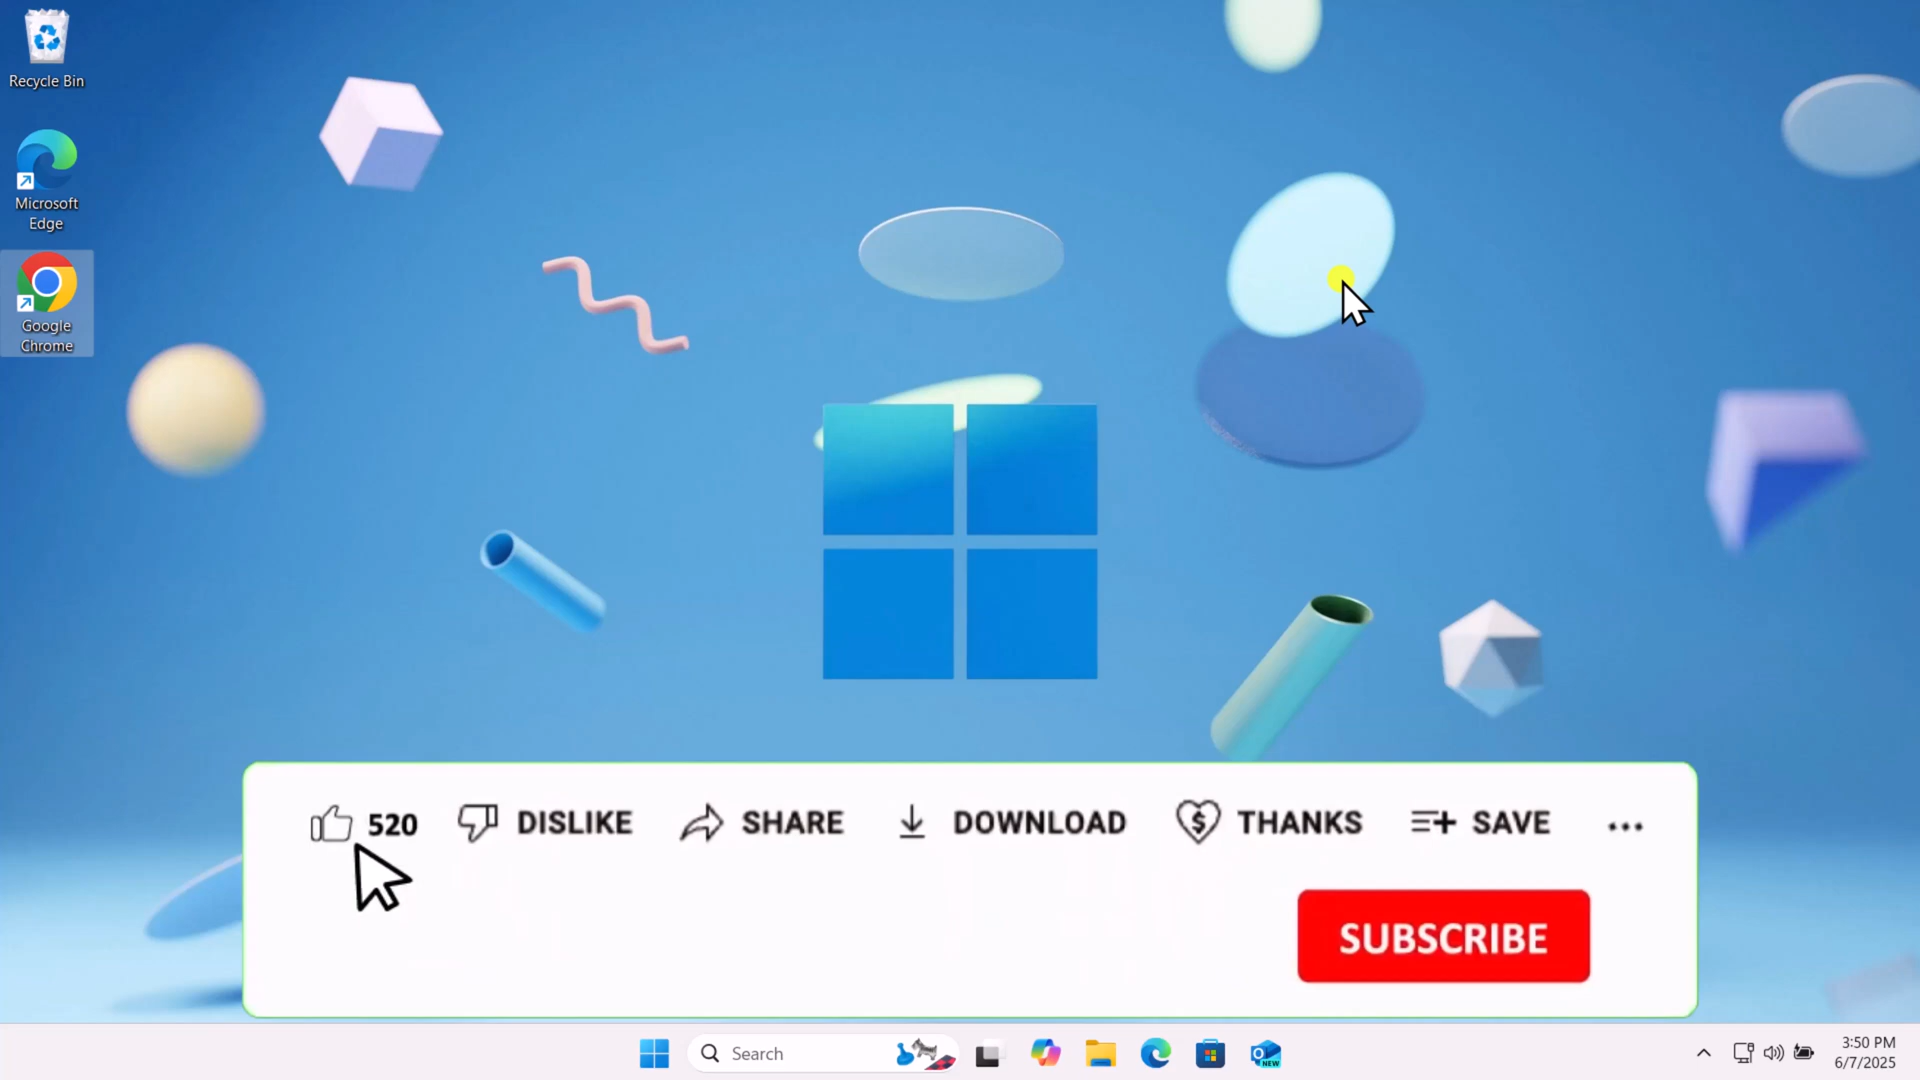 Recycle Bin
Microsoft
Edge
Google
Chrome
520
DISLIKE
SHARE
DOWNLOAD
THANKS
SAVE
SUBSCRIBE
Search
NEW
3:50 PM
6/7/2025